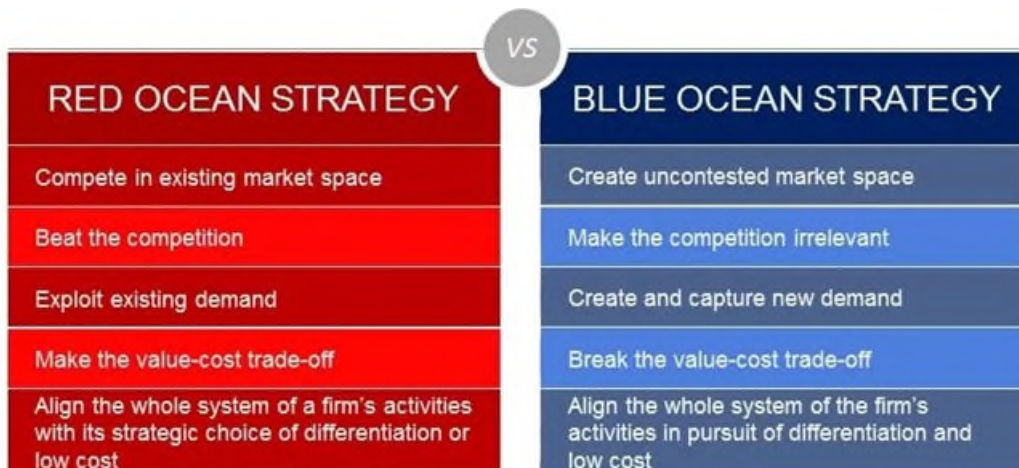 VS
RED OCEAN STRATEGY
Compete in existing market space
Beat the competition
Exploit existing demand
Make the value-cost trade-off
Align the whole system of a firm's activities
with its strategic choice of differentiation or
low cost
BLUE OCEAN STRATEGY
Create uncontested market space
Make the competition irrelevant
Create and capture new demand
Break the value-cost trade-off
Align the whole system of the firm's
activities in pursuit of differentiation and
low cost